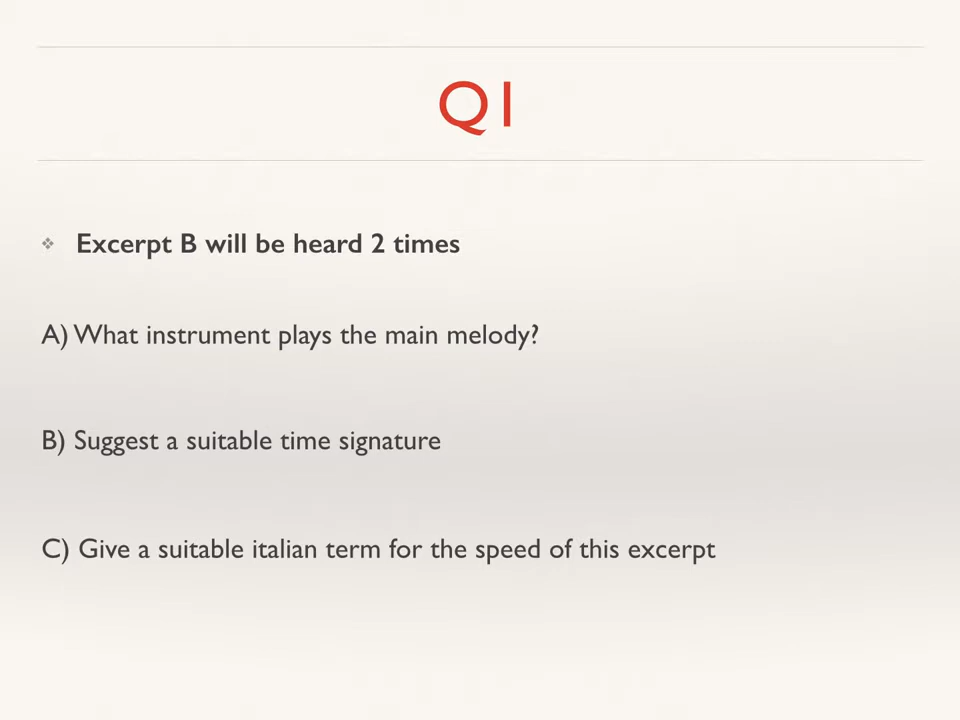 Q1
Excerpt B will be heard 2 times
A) What instrument plays the main melody?
B) Suggest a suitable time signature
C) Give a suitable italian term for the speed of this excerpt